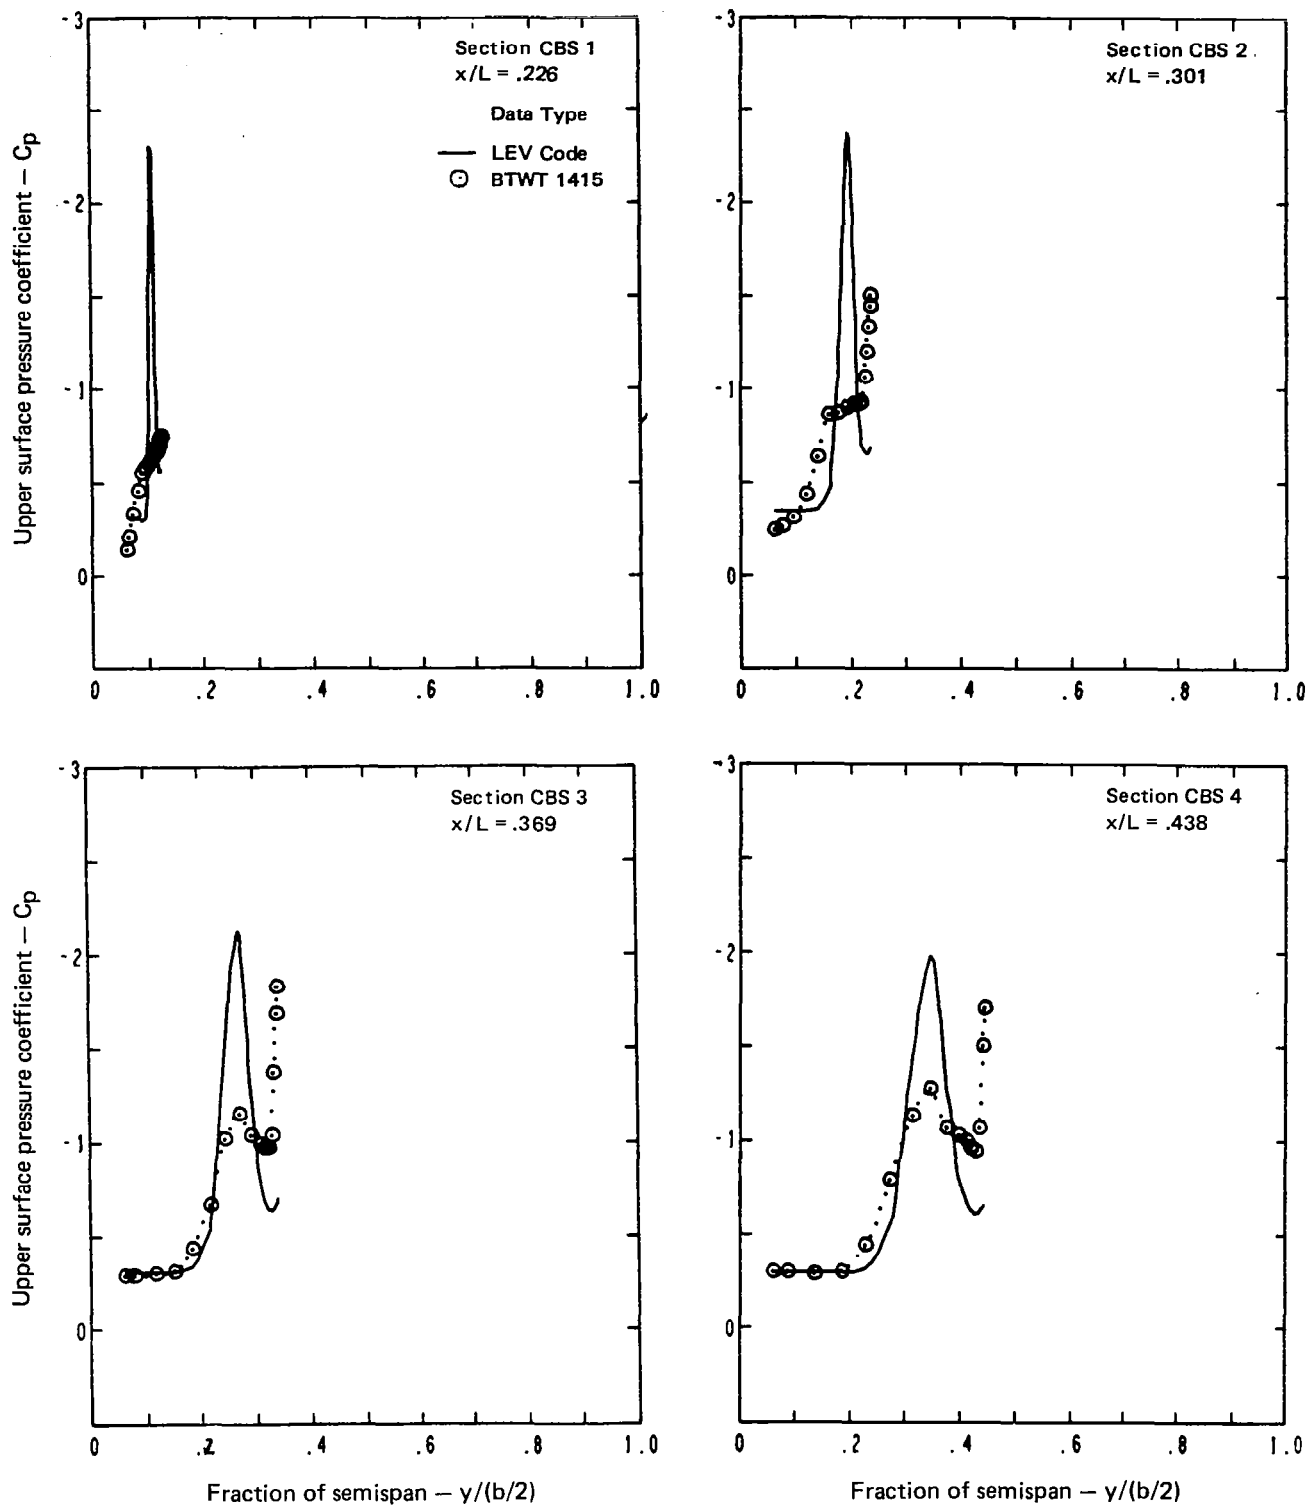 Section CBS 1
x/L = .226
Data Type
LEV Code
BTWT 1415
Upper surface pressure coefficient — Cp
-3
-2
-1
0
0 .2 .4 .6 .8 1.0
Section CBS 2
x/L = .301
-3
-2
-1
0
0 .2 .4 .6 .8 1.0
Section CBS 3
x/L = .369
Upper surface pressure coefficient — Cp
-3
-2
-1
0
0 .2 .4 .6 .8 1.0
Fraction of semispan — y/(b/2)
Section CBS 4
x/L = .438
-3
-2
-1
0
0 .2 .4 .6 .8 1.0
Fraction of semispan — y/(b/2)